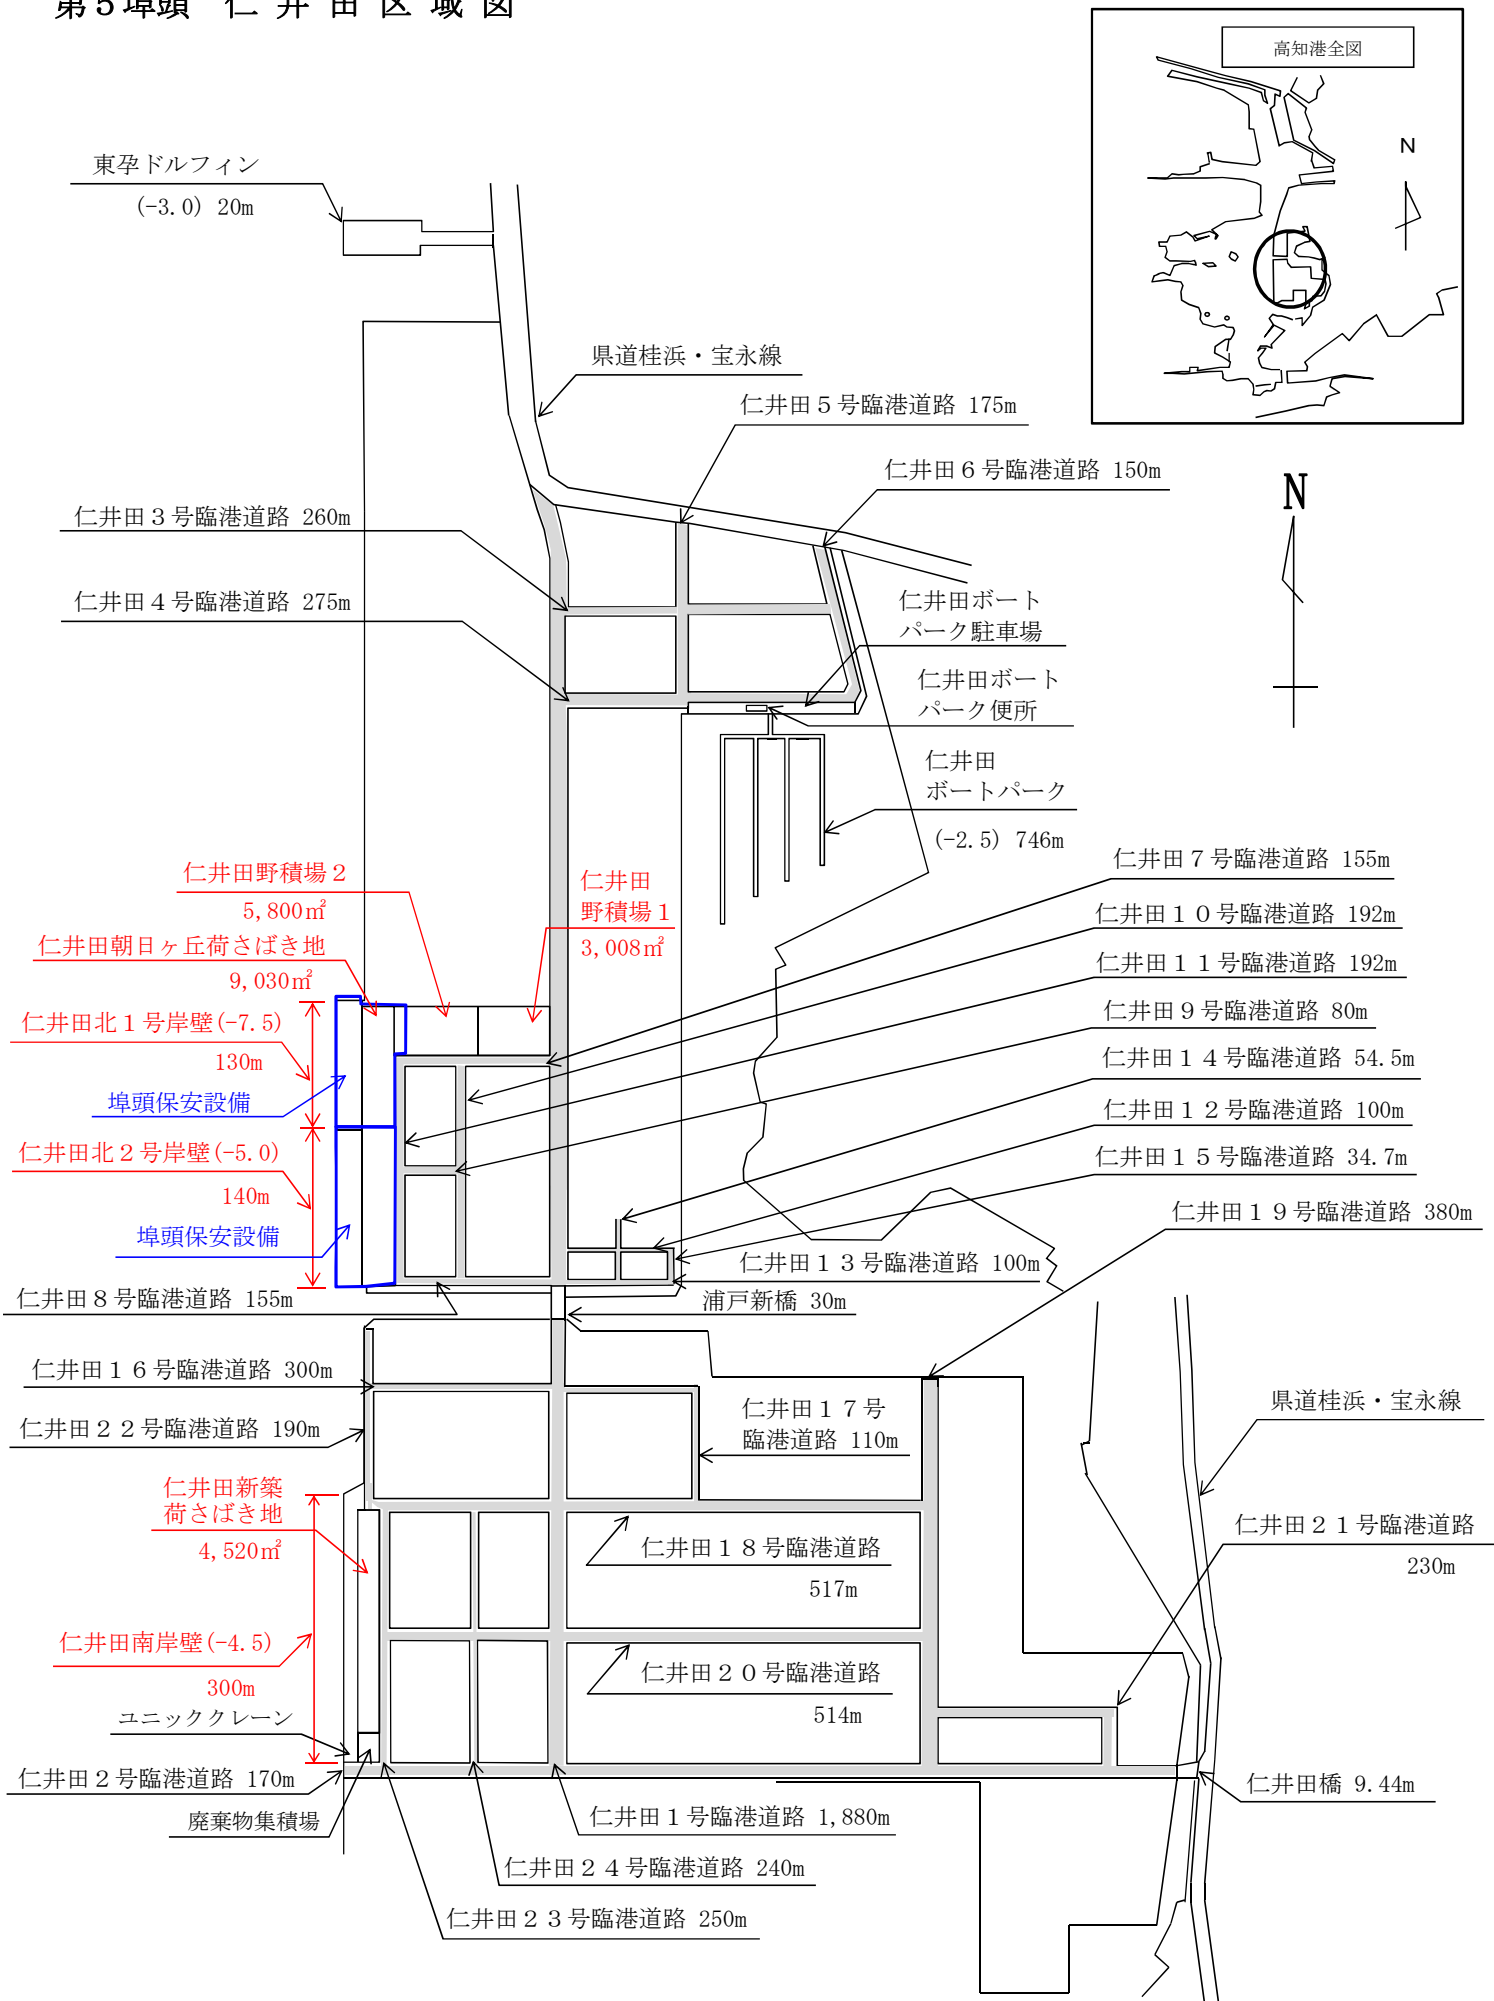 第５埠頭　仁 井 田 区 域 図
高知港全図
N
東孕ドルフィン
(-3.0) 20m
県道桂浜・宝永線
仁井田５号臨港道路 175m
仁井田６号臨港道路 150m
N
仁井田３号臨港道路 260m
仁井田４号臨港道路 275m
仁井田ボート
パーク駐車場
仁井田ボート
パーク便所
仁井田
ボートパーク
(-2.5) 746m
仁井田野積場２
5,800㎡
仁井田
野積場１
3,008㎡
仁井田朝日ヶ丘荷さばき地
9,030㎡
仁井田北１号岸壁(-7.5)
130m
埠頭保安設備
仁井田北２号岸壁(-5.0)
140m
埠頭保安設備
仁井田７号臨港道路 155m
仁井田１０号臨港道路 192m
仁井田１１号臨港道路 192m
仁井田９号臨港道路 80m
仁井田１４号臨港道路 54.5m
仁井田１２号臨港道路 100m
仁井田１５号臨港道路 34.7m
仁井田１９号臨港道路 380m
仁井田１３号臨港道路 100m
仁井田８号臨港道路 155m
浦戸新橋 30m
仁井田１６号臨港道路 300m
仁井田２２号臨港道路 190m
仁井田１７号
臨港道路 110m
県道桂浜・宝永線
仁井田新築
荷さばき地
4,520㎡
仁井田１８号臨港道路
517m
仁井田２１号臨港道路
230m
仁井田南岸壁(-4.5)
300m
仁井田２０号臨港道路
514m
ユニッククレーン
仁井田２号臨港道路 170m
仁井田橋 9.44m
廃棄物集積場
仁井田１号臨港道路 1,880m
仁井田２４号臨港道路 240m
仁井田２３号臨港道路 250m